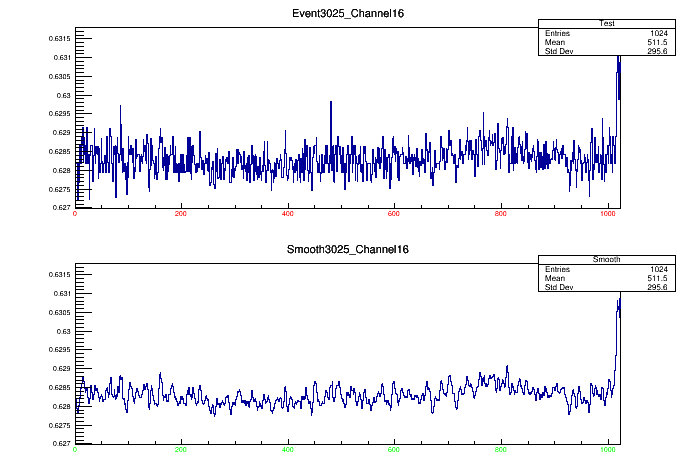 Event3025_Channel16
Test
Entries 1024
Mean 511.5
Std Dev 295.6
0.6315
0.631
0.6305
0.63
0.6295
0.629
0.6285
0.628
0.6275
0.627
0 200 400 600 800 1000
Smooth3025_Channel16
Smooth
Entries 1024
Mean 511.5
Std Dev 295.6
0.6315
0.631
0.6305
0.63
0.6295
0.629
0.6285
0.628
0.6275
0.627
0 200 400 600 800 1000